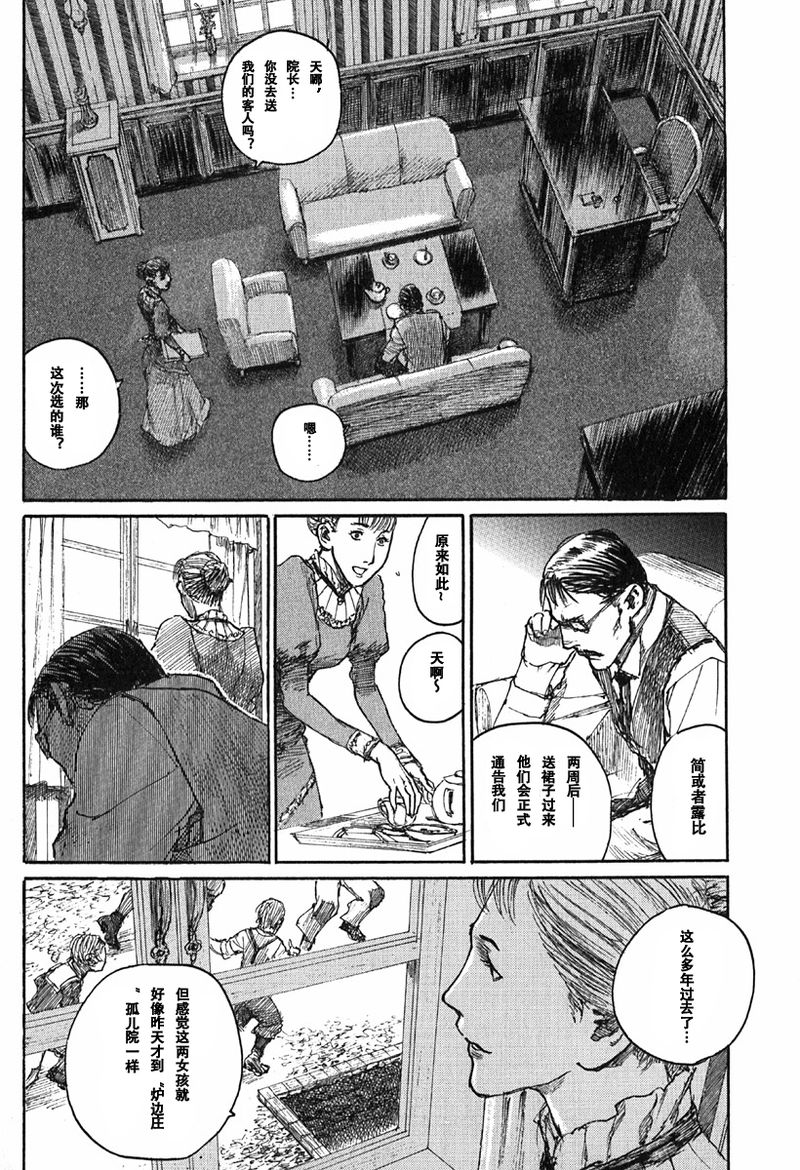 天哪，
院长…
你没去送
我们的客人吗？
……那
这次选的谁？
嗯……
简或者露比
两周后——
送裙子过来
他们会正式
通告我们
原来如此~
天啊~
这么多年过去了…
但感觉这两女孩就
好像昨天才到〝炉边庄
〝孤儿院一样